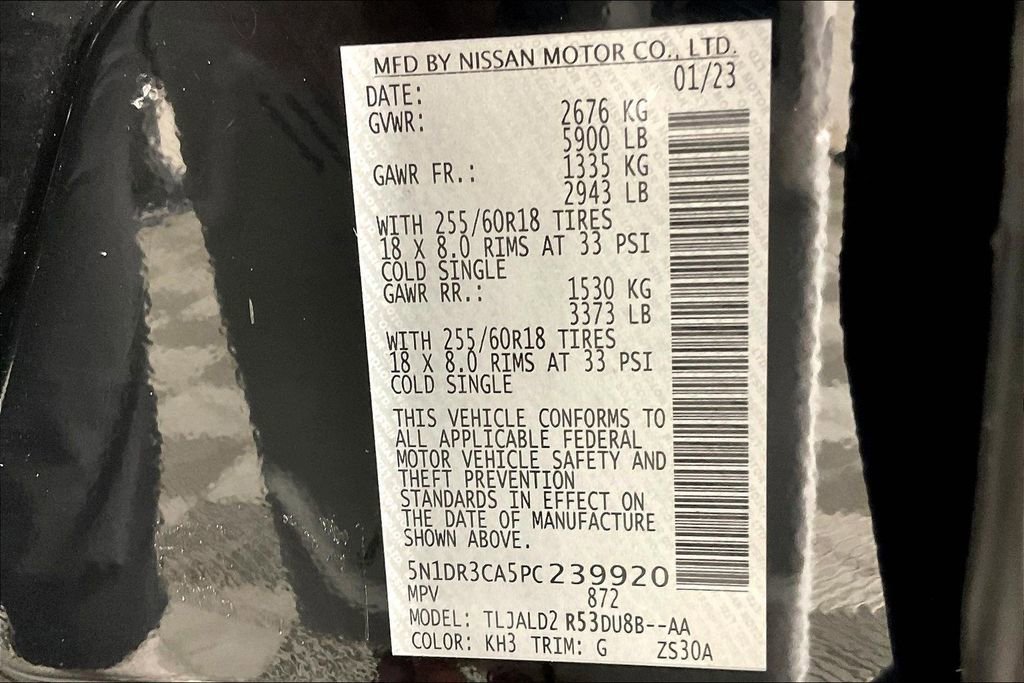 MFD BY NISSAN MOTOR CO., LTD.
DATE: 01/23
GVWR: 2676 KG
5900 LB
GAWR FR.: 1335 KG
2943 LB
WITH 255/60R18 TIRES
18 X 8.0 RIMS AT 33 PSI
COLD SINGLE
GAWR RR.: 1530 KG
3373 LB
WITH 255/60R18 TIRES
18 X 8.0 RIMS AT 33 PSI
COLD SINGLE
THIS VEHICLE CONFORMS TO
ALL APPLICABLE FEDERAL
MOTOR VEHICLE SAFETY AND
THEFT PREVENTION
STANDARDS IN EFFECT ON
THE DATE OF MANUFACTURE
SHOWN ABOVE.
5N1DR3CA5PC239920
MPV 872
MODEL: TLJALD2 R53DU8B--AA
COLOR: KH3 TRIM: G ZS30A